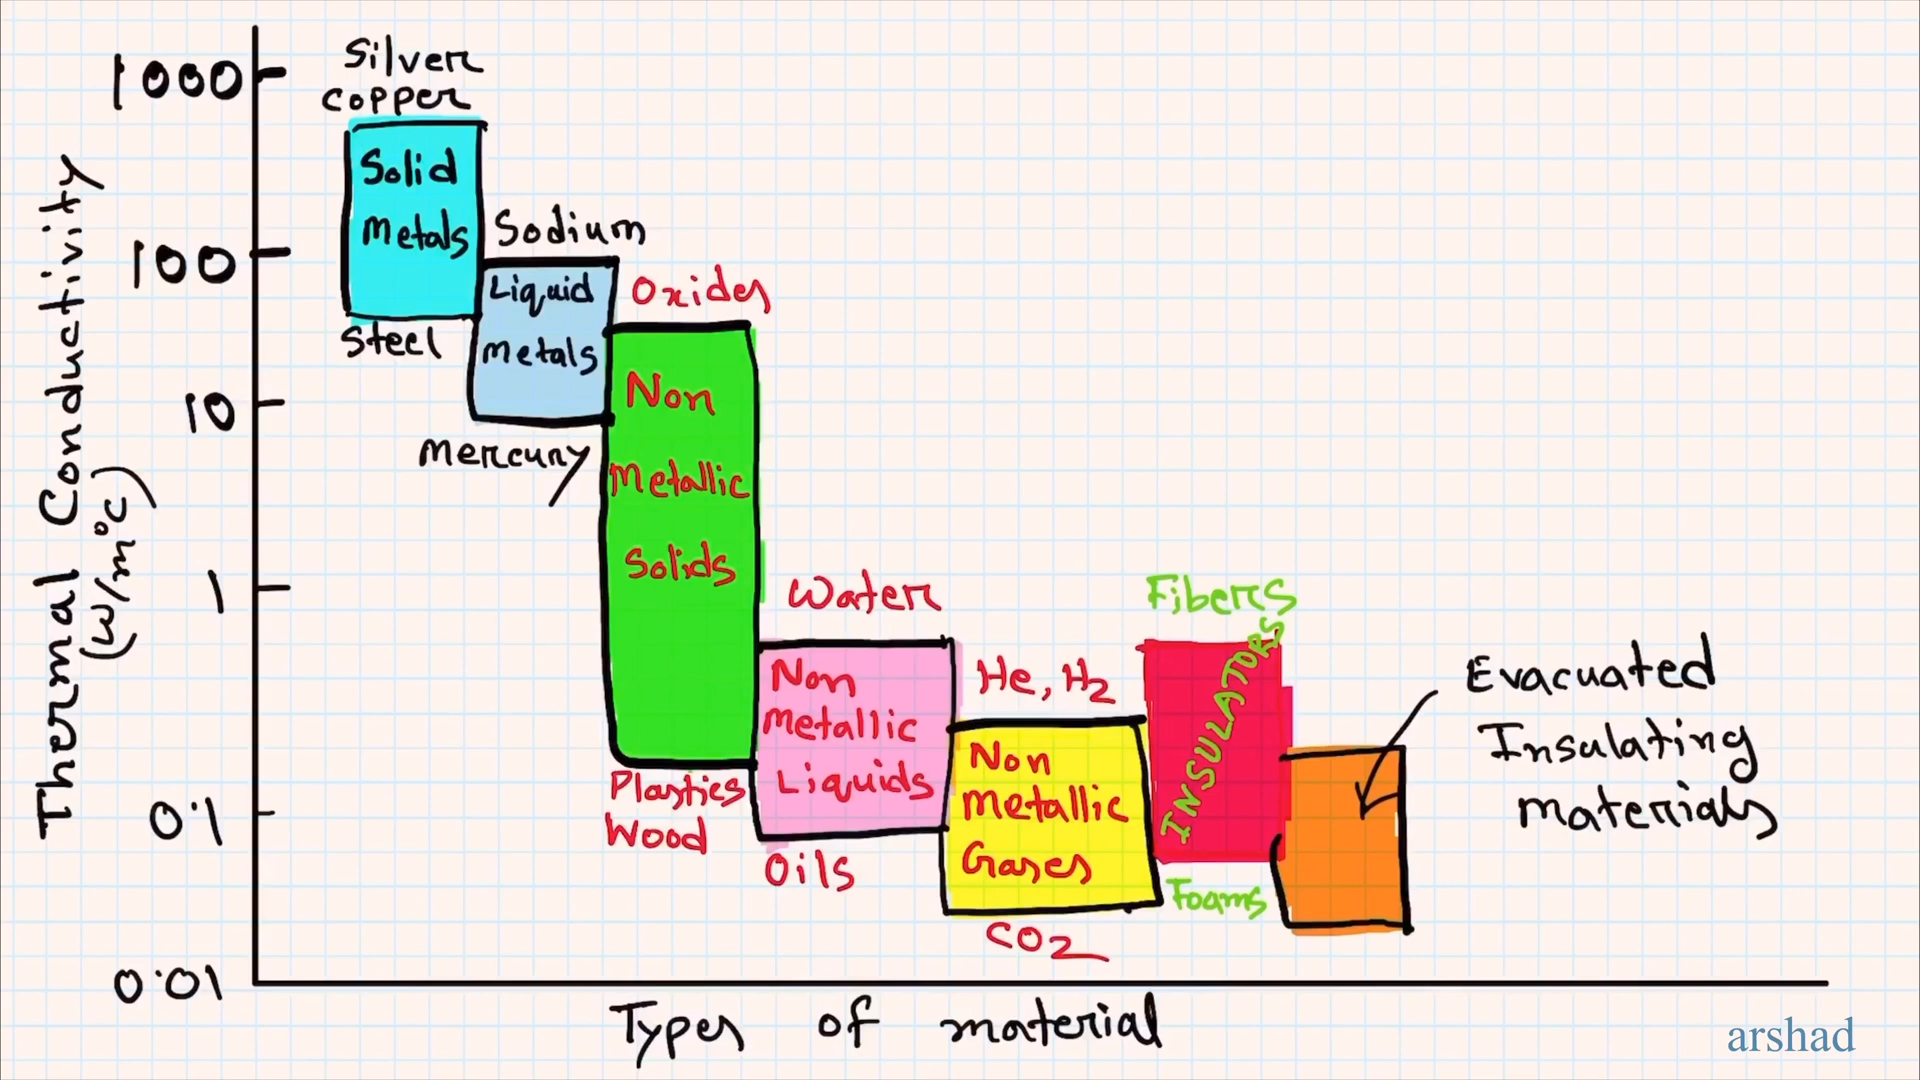 Silver
copper
Solid
Metals
Steel
Sodium
Liquid
metals
Mercury
Oxides
Non
Metallic
Solids
Plastics
Wood
Water
Non
Metallic
Liquids
Oils
He, H2
Non
Metallic
Gases
CO2
Fibers
INSULATORS
Foams
Evacuated
Insulating
materials
1000
100
10
1
0.1
0.01
Thermal Conductivity
(W/m°C)
Types of material
arshad